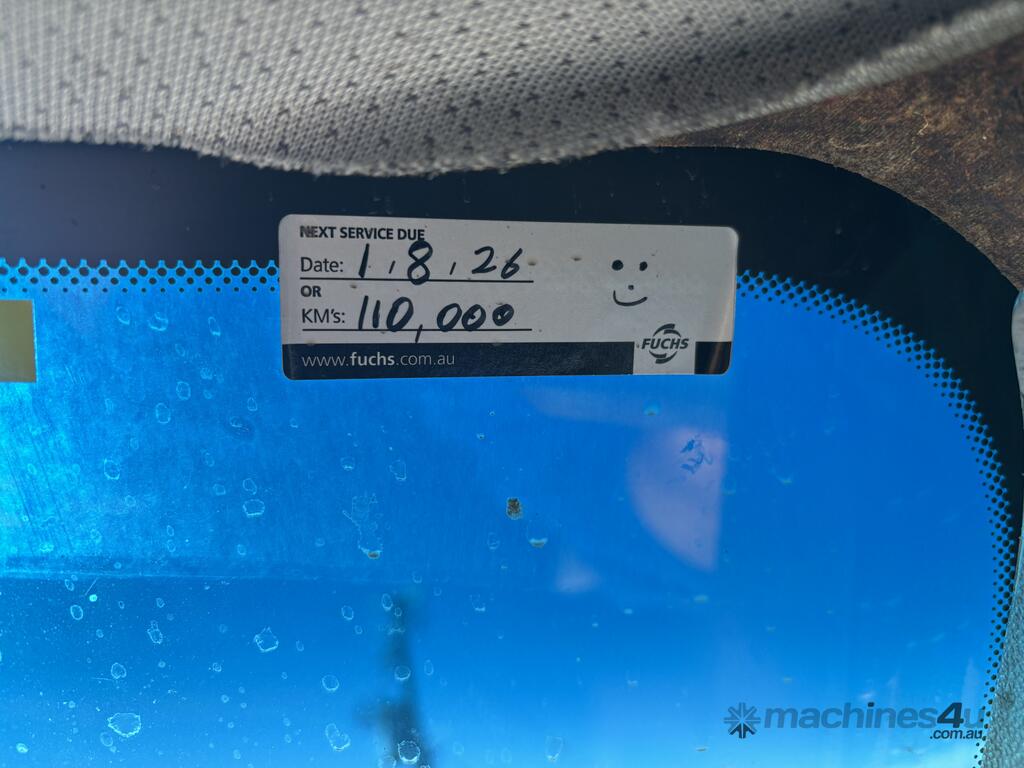 NEXT SERVICE DUE
Date: 1.8.26
OR
KM's: 110,000
www.fuchs.com.au
FUCHS
machines4u
.com.au